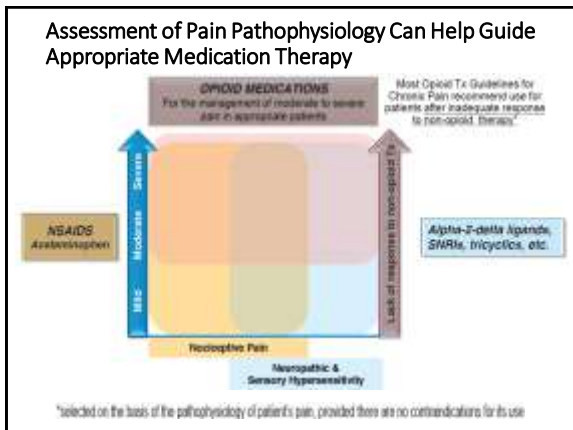 Assessment of Pain Pathophysiology Can Help Guide
Appropriate Medication Therapy
OPIOID MEDICATIONS
For the management of moderate to severe
pain in appropriate patients
Most Opioid Tx Guidelines for
Chronic Pain recommend use for
patients after inadequate response
to non-opioid therapy*
Severe
Moderate
Mild
Lack of response to non-opioid Tx
NSAIDS
Acetaminophen
Alpha-2-delta ligands,
SNRIs, tricyclics, etc.
Nociceptive Pain
Neuropathic &
Sensory Hypersensitivity
*selected on the basis of the pathophysiology of patient's pain, provided there are no contraindications for its use